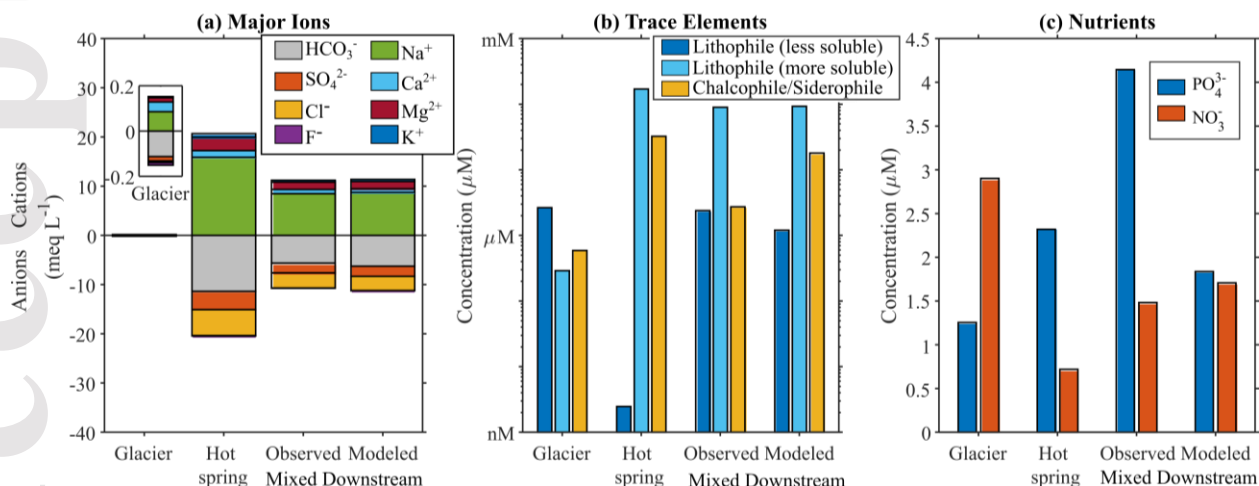 (a) Major Ions
40
30
20
10
0
-10
-20
-30
-40
Anions Cations
(meq L⁻¹)
0.2
0
-0.2
Glacier
HCO₃⁻
SO₄²⁻
Cl⁻
F⁻
Na⁺
Ca²⁺
Mg²⁺
K⁺
Glacier
Hot
spring
Observed Modeled
Mixed Downstream
(b) Trace Elements
mM
μM
nM
Concentration (μM)
Lithophile (less soluble)
Lithophile (more soluble)
Chalcophile/Siderophile
Glacier
Hot
spring
Observed Modeled
Mixed Downstream
(c) Nutrients
4.5
4
3.5
3
2.5
2
1.5
1
0.5
0
Concentration (μM)
PO₄³⁻
NO₃⁻
Glacier
Hot
spring
Observed Modeled
Mixed Downstream